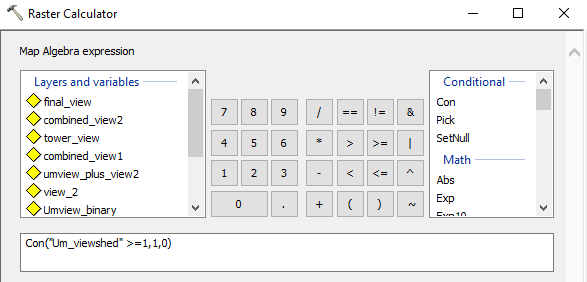 Raster Calculator
Map Algebra expression
Layers and variables
final_view
combined_view2
tower_view
combined_view1
umview_plus_view2
view_2
Umview_binary
7 8 9 / == != &
4 5 6 * > >= |
1 2 3 - < <= ^
0 . + ( ) ~
Conditional
Con
Pick
SetNull
Math
Abs
Exp
Exp10
Con("Um_viewshed" >=1,1,0)